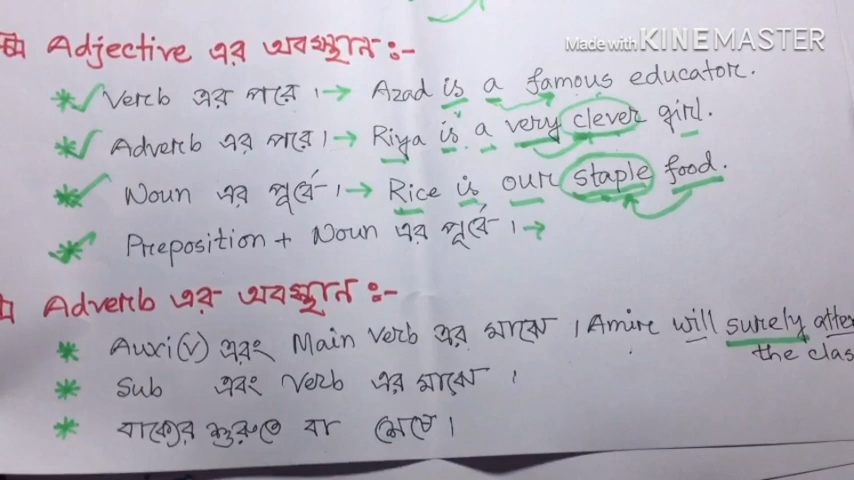 Made with KINEMASTER
Adjective এর অবস্থান :-
Verb এর পরে । → Azad is a famous educator.
Adverb এর পরে । → Riya is a very clever girl.
Noun এর পূর্বে । → Rice is our staple food.
Preposition + Noun এর পূর্বে । →
Adverb এর অবস্থান :-
Auxi(v) এবং Main Verb এর মাঝে । Amire will surely
the
Sub এবং Verb এর মাঝে ।
বাক্যের শুরুতে বা শেষে ।